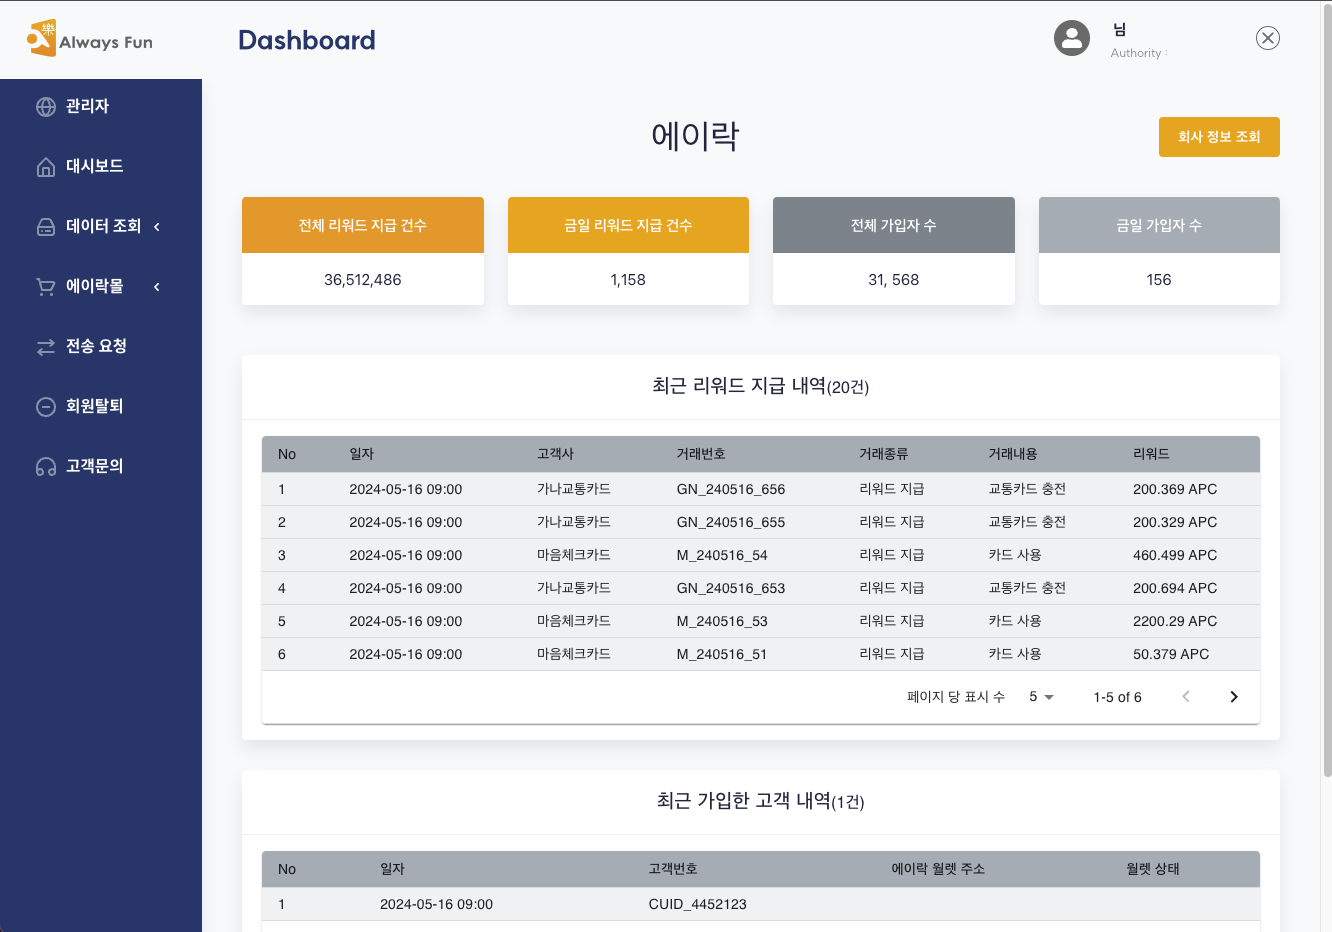 樂
Always Fun
Dashboard
님
Authority :
관리자
대시보드
데이터 조회
에이락몰
전송 요청
회원탈퇴
고객문의
에이락
회사 정보 조회
전체 리워드 지급 건수
36,512,486
금일 리워드 지급 건수
1,158
전체 가입자 수
31, 568
금일 가입자 수
156
최근 리워드 지급 내역(20건)
No 일자 고객사 거래번호 거래종류 거래내용 리워드
1 2024-05-16 09:00 가나교통카드 GN_240516_656 리워드 지급 교통카드 충전 200.369 APC
2 2024-05-16 09:00 가나교통카드 GN_240516_655 리워드 지급 교통카드 충전 200.329 APC
3 2024-05-16 09:00 마음체크카드 M_240516_54 리워드 지급 카드 사용 460.499 APC
4 2024-05-16 09:00 가나교통카드 GN_240516_653 리워드 지급 교통카드 충전 200.694 APC
5 2024-05-16 09:00 마음체크카드 M_240516_53 리워드 지급 카드 사용 2200.29 APC
6 2024-05-16 09:00 마음체크카드 M_240516_51 리워드 지급 카드 사용 50.379 APC
페이지 당 표시 수 5 1-5 of 6
최근 가입한 고객 내역(1건)
No 일자 고객번호 에이락 월렛 주소 월렛 상태
1 2024-05-16 09:00 CUID_4452123